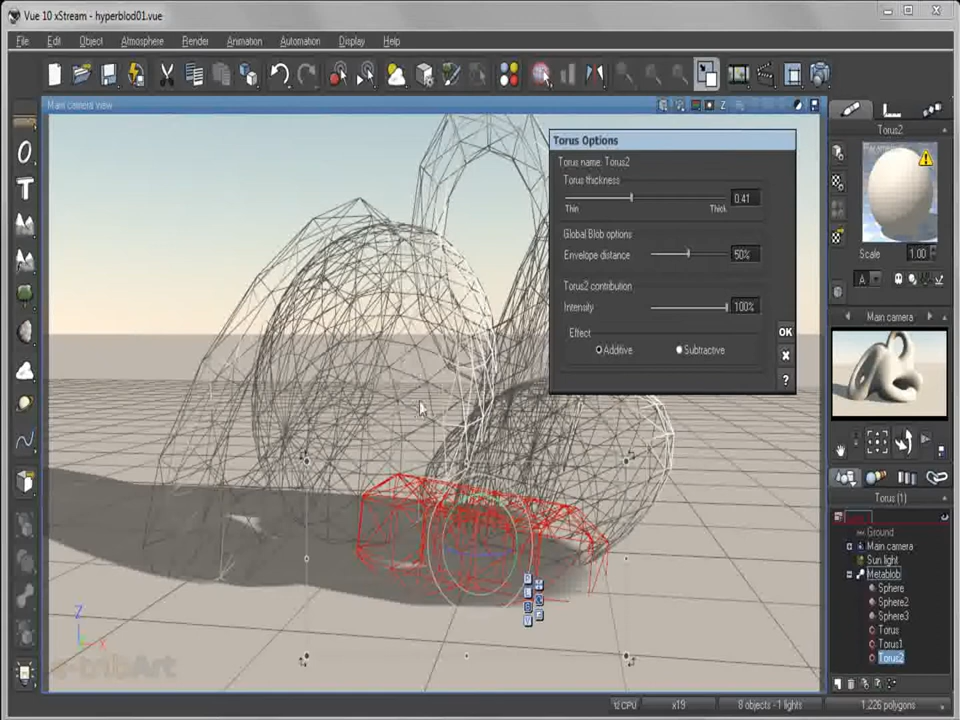 Vue 10 xStream - hyperblod01.vue
File Edit Object Atmosphere Render Animation Automation Display Help
Main camera view
Z
Torus2
Torus Options
Torus name: Torus2
Torus thickness
0.41
Thin Thick
Global Blob options
Envelope distance 50%
Torus2 contribution
Intensity 100%
Effect
Additive Subtractive
OK
?
Scale 1.00
A
Main camera
Torus (1)
Ground
Main camera
Sun light
Metablob
Sphere
Sphere2
Sphere3
Torus
Torus1
Torus2
Z
X
CPU x19 8 objects - 1 lights 1,226 polygons